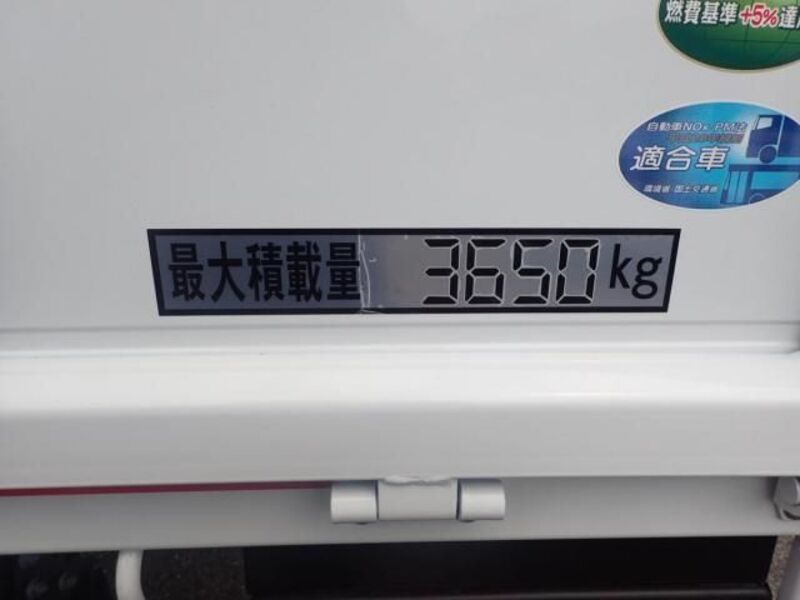 燃費基準+5%達成
自動車NOx・PM法
適合車
環境省・国土交通省
最大積載量 3650kg